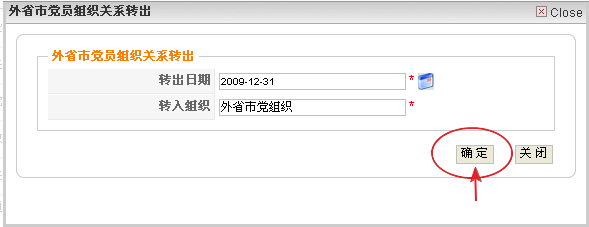 外省市党员组织关系转出 Close
外省市党员组织关系转出
转出日期 2009-12-31 *
转入组织 外省市党组织 *
确 定 关 闭